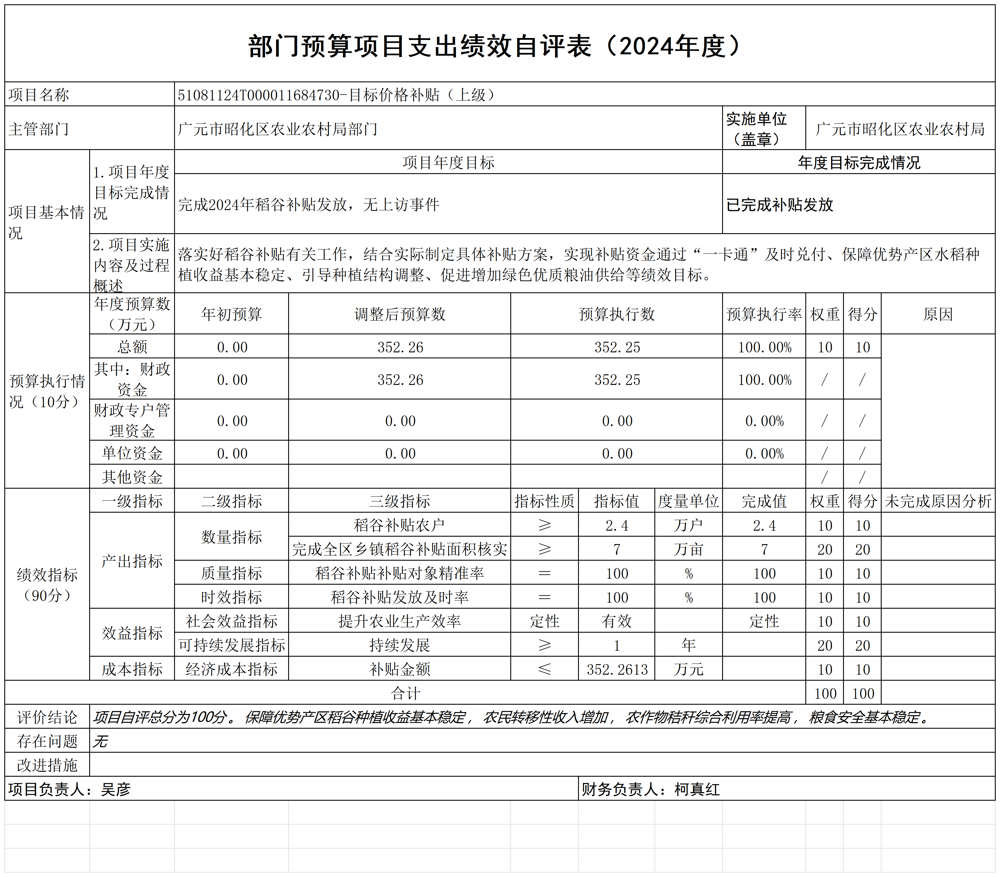 部门预算项目支出绩效自评表（2024年度）
项目名称 51081124T000011684730-目标价格补贴（上级）
主管部门 广元市昭化区农业农村局部门 实施单位（盖章） 广元市昭化区农业农村局
项目基本情况 1.项目年度目标完成情况 项目年度目标 年度目标完成情况
完成2024年稻谷补贴发放，无上访事件 已完成补贴发放
2.项目实施内容及过程概述 落实好稻谷补贴有关工作，结合实际制定具体补贴方案，实现补贴资金通过“一卡通”及时兑付、保障优势产区水稻种
植收益基本稳定、引导种植结构调整、促进增加绿色优质粮油供给等绩效目标。
预算执行情况（10分） 年度预算数（万元） 年初预算 调整后预算数 预算执行数 预算执行率 权重 得分 原因
总额 0.00 352.26 352.25 100.00% 10 10
其中：财政资金 0.00 352.26 352.25 100.00% / /
财政专户管理资金 0.00 0.00 0.00 0.00% / /
单位资金 0.00 0.00 0.00 0.00% / /
其他资金 / /
绩效指标（90分） 一级指标 二级指标 三级指标 指标性质 指标值 度量单位 完成值 权重 得分 未完成原因分析
产出指标 数量指标 稻谷补贴农户 ≥ 2.4 万户 2.4 10 10
完成全区乡镇稻谷补贴面积核实 ≥ 7 万亩 7 20 20
质量指标 稻谷补贴补贴对象精准率 ＝ 100 % 100 10 10
时效指标 稻谷补贴发放及时率 ＝ 100 % 100 10 10
效益指标 社会效益指标 提升农业生产效率 定性 有效 定性 10 10
可持续发展指标 持续发展 ≥ 1 年 20 20
成本指标 经济成本指标 补贴金额 ≤ 352.2613 万元 10 10
合计 100 100
评价结论 项目自评总分为100分。保障优势产区稻谷种植收益基本稳定，农民转移性收入增加，农作物秸秆综合利用率提高，粮食安全基本稳定。
存在问题 无
改进措施
项目负责人：吴彦 财务负责人：柯真红